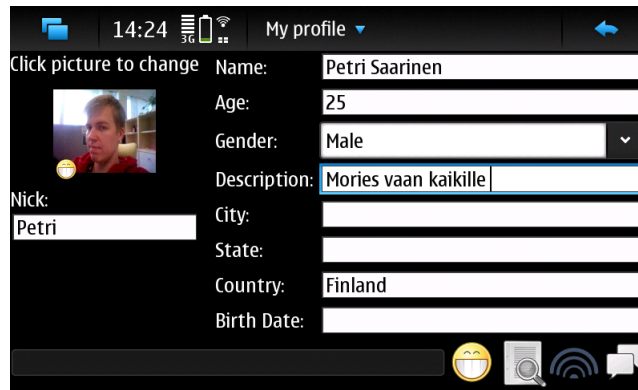 14:24 3G My profile
Click picture to change
Nick:
Petri
Name: Petri Saarinen
Age: 25
Gender: Male
Description: Mories vaan kaikille
City:
State:
Country: Finland
Birth Date: